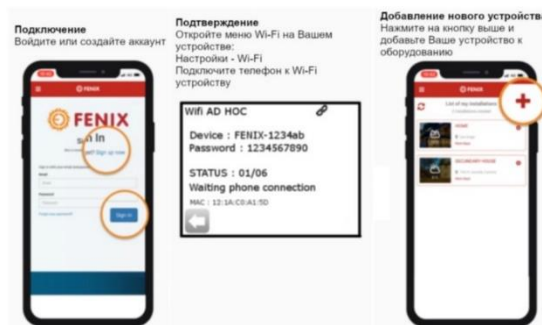 Подключение
Войдите или создайте аккаунт
FENIX
FENIX
n In
Sign up now
Email
Password
Sign in
Подтверждение
Откройте меню Wi-Fi на Вашем
устройстве:
Настройки - Wi-Fi
Подключите телефон к Wi-Fi
устройству
Wifi AD HOC
Device : FENIX-1234ab
Password : 1234567890
STATUS : 01/06
Waiting phone connection
MAC : 12:1A:C0:A1:5D
Добавление нового устройства
Нажмите на кнопку выше и
добавьте Ваше устройство к
оборудованию
FENIX
List of my installations
HOME
SECONDARY HOUSE